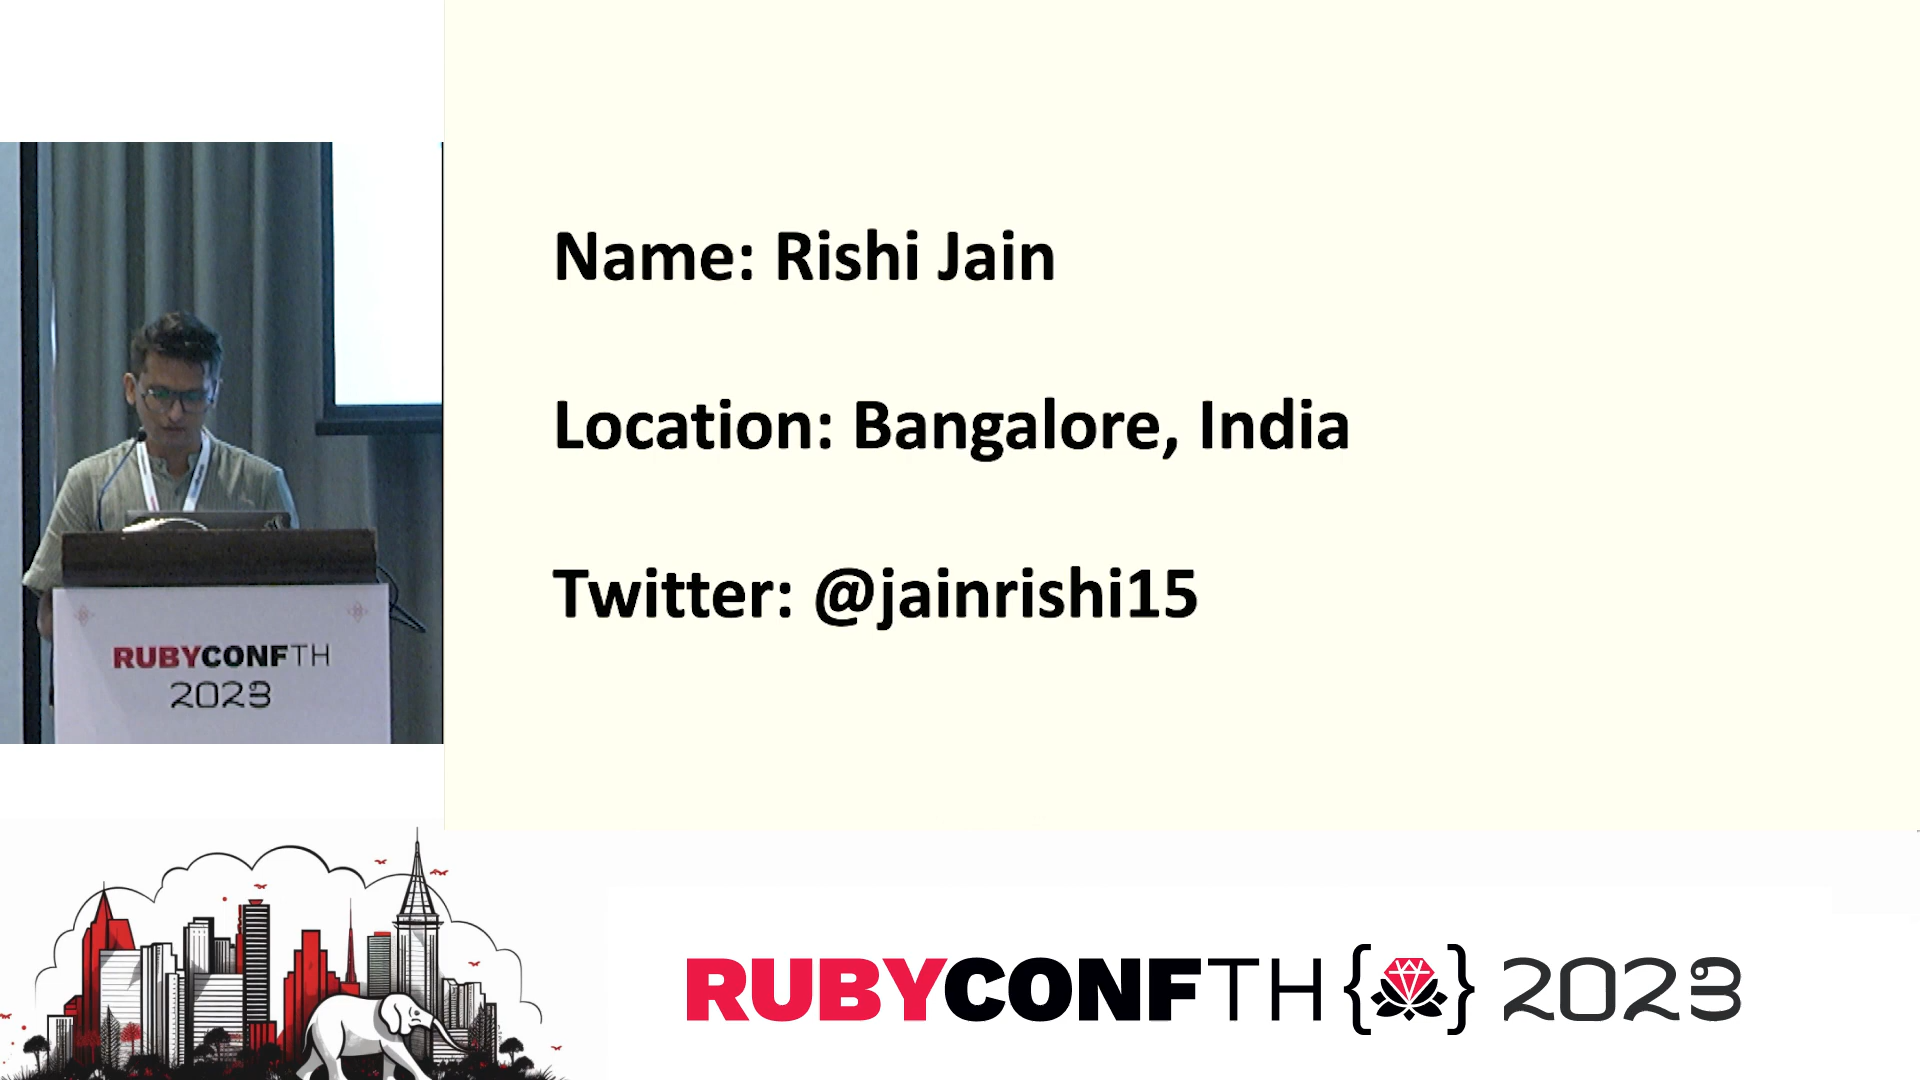 Name: Rishi Jain
Location: Bangalore, India
Twitter: @jainrishi15
RUBYCONFTH
2023
RUBYCONFTH 2023